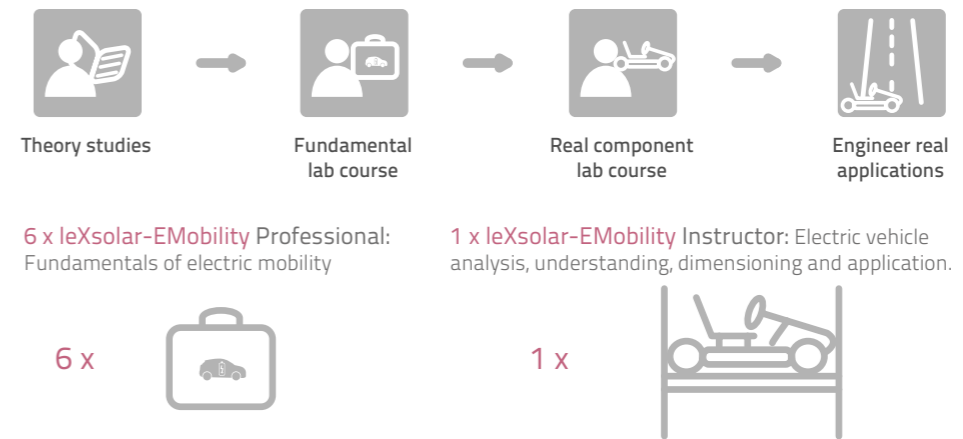 Theory studies
Fundamental
lab course
Real component
lab course
Engineer real
applications
6 x leXsolar-EMobility Professional:
Fundamentals of electric mobility
1 x leXsolar-EMobility Instructor: Electric vehicle
analysis, understanding, dimensioning and application.
6 x
1 x